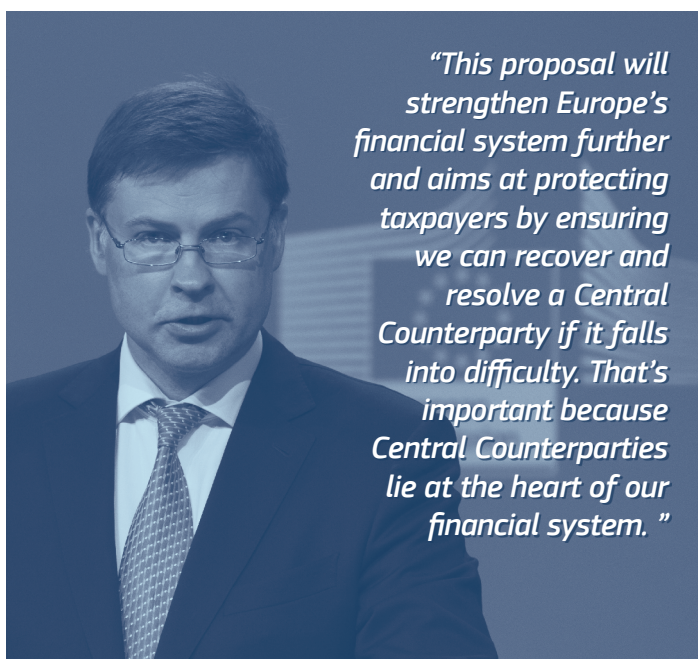 “This proposal will
strengthen Europe’s
financial system further
and aims at protecting
taxpayers by ensuring
we can recover and
resolve a Central
Counterparty if it falls
into difficulty. That’s
important because
Central Counterparties
lie at the heart of our
financial system. ”